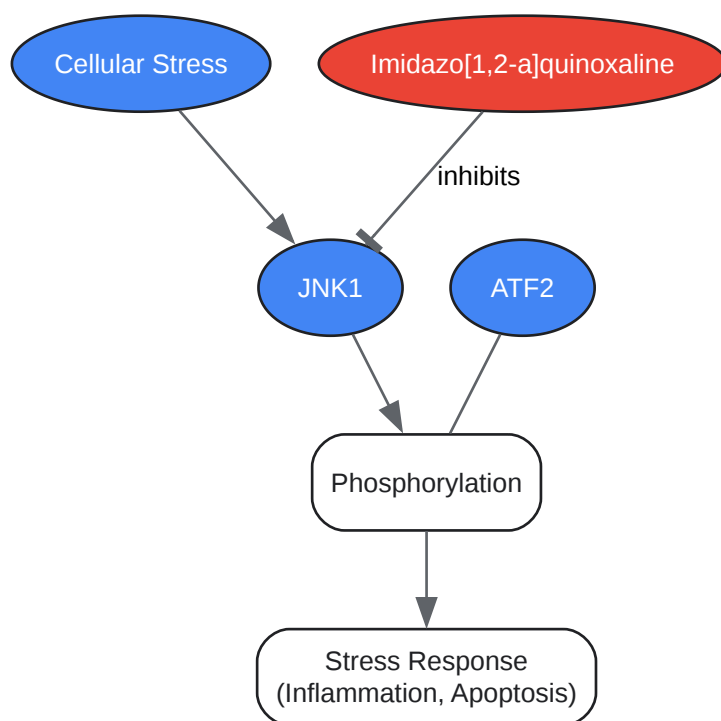 Cellular Stress
Imidazo[1,2-a]quinoxaline
inhibits
JNK1
ATF2
Phosphorylation
Stress Response
(Inflammation, Apoptosis)